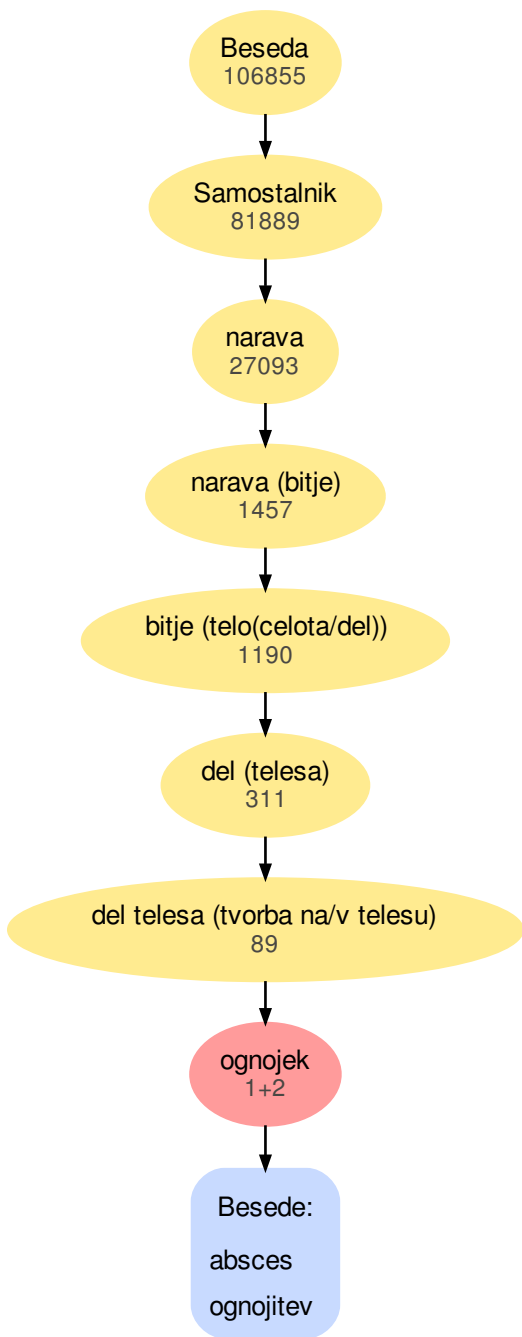 Beseda
106855
Samostalnik
81889
narava
27093
narava (bitje)
1457
bitje (telo(celota/del))
1190
del (telesa)
311
del telesa (tvorba na/v telesu)
89
ognojek
1+2
Besede:
absces
ognojitev